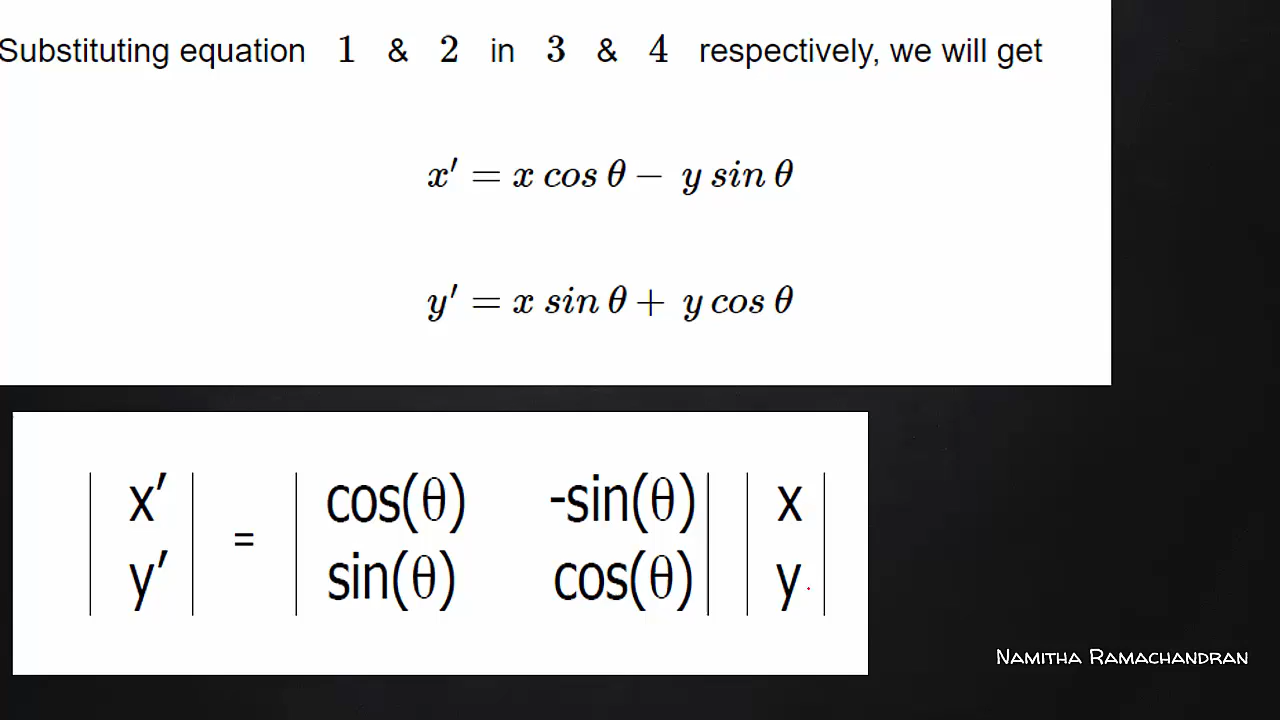 Substituting equation 1 & 2 in 3 & 4 respectively, we will get
x′ = x cos θ − y sin θ
y′ = x sin θ + y cos θ
| x′ | = | cos(θ) -sin(θ) | | x |
| y′ | | sin(θ) cos(θ) | | y |
Namitha Ramachandran